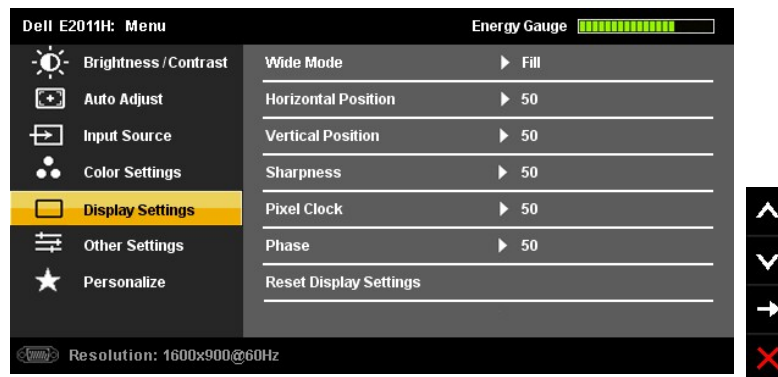 Dell E2011H: Menu Energy Gauge
Brightness / Contrast Wide Mode Fill
Auto Adjust Horizontal Position 50
Input Source Vertical Position 50
Color Settings Sharpness 50
Display Settings Pixel Clock 50
Other Settings Phase 50
Personalize Reset Display Settings
Resolution: 1600x900@60Hz